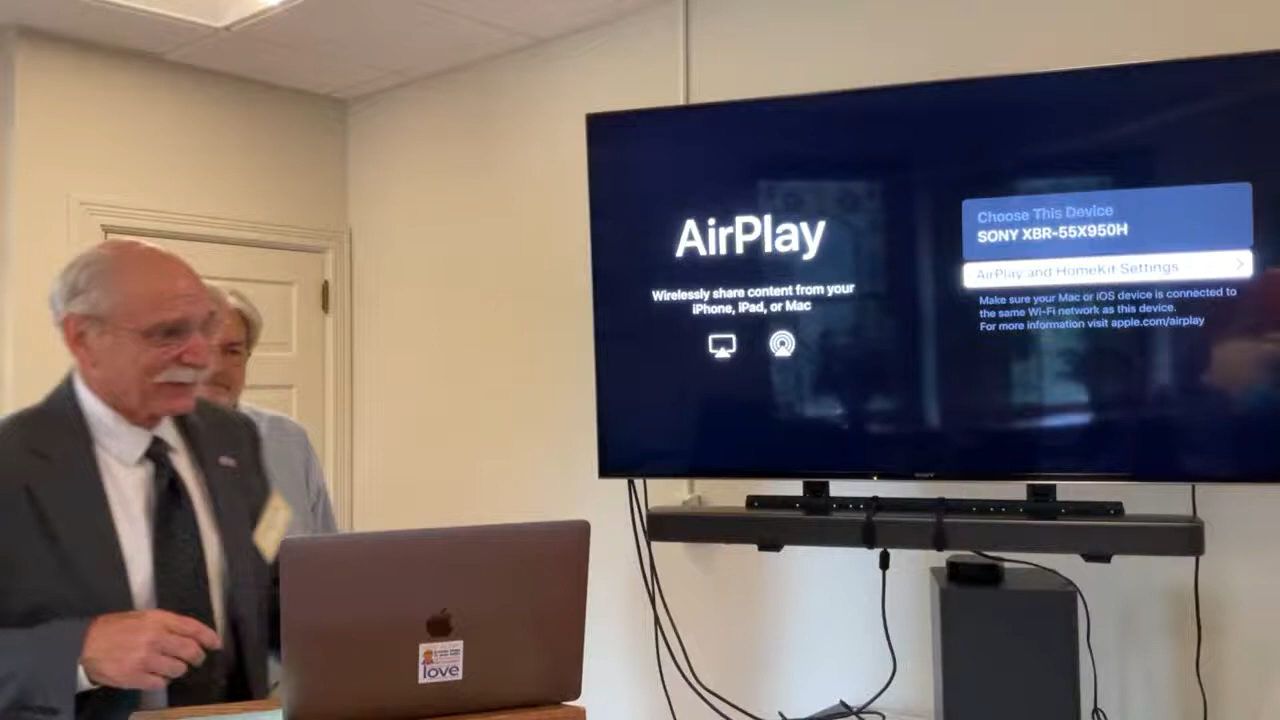 AirPlay
Wirelessly share content from your
iPhone, iPad, or Mac
Choose This Device
SONY XBR-55X950H
AirPlay and HomeKit Settings
Make sure your Mac or iOS device is connected to
the same Wi-Fi network as this device.
For more information visit apple.com/airplay
SONY
love